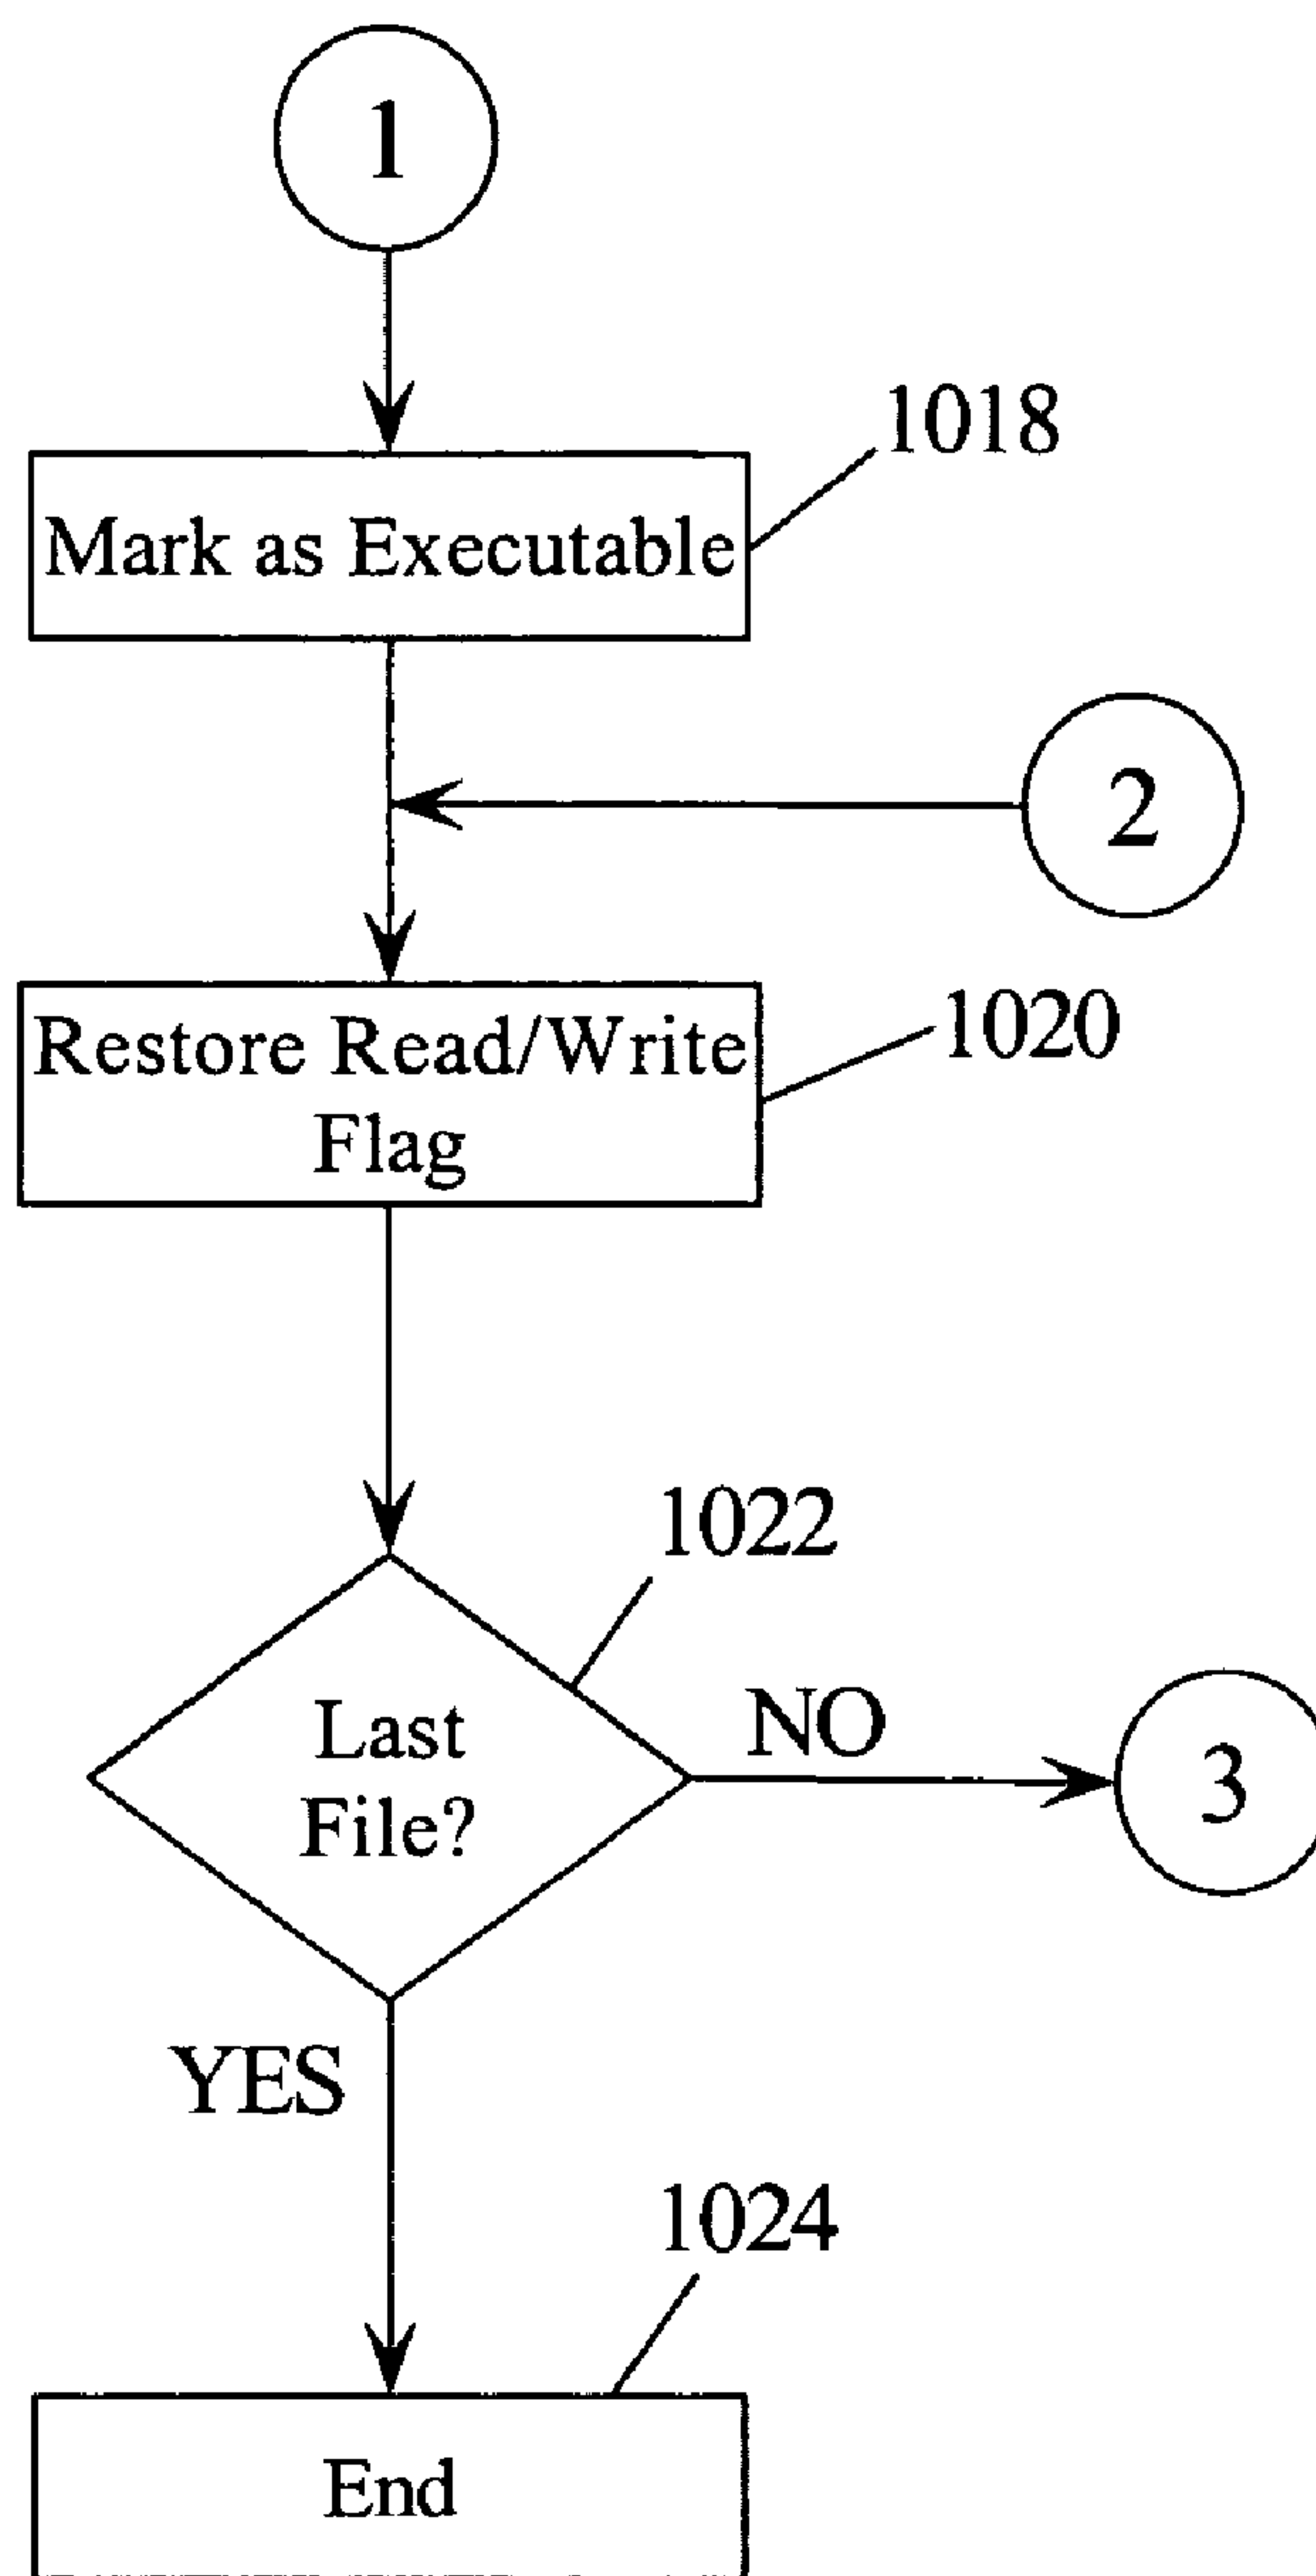 1
1018
Mark as Executable
2
1020
Restore Read/Write
Flag
1022
NO
Last
File?
3
YES
1024
End